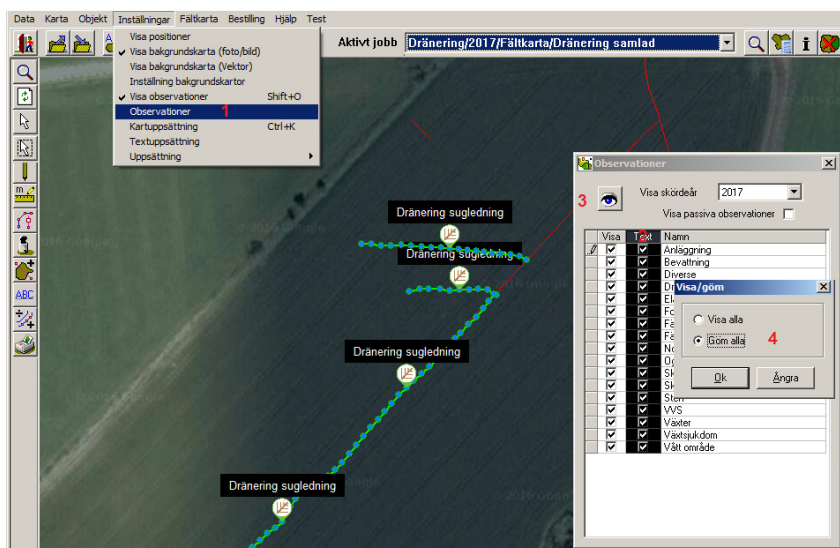 Data Karta Objekt Inställningar Fältkarta Bestilling Hjälp Test
Aktivt jobb Dränering/2017/Fältkarta/Dränering samlad
Visa positioner
Visa bakgrundskarta (foto/bild)
Visa bakgrundskarta (Vektor)
Inställning bakgrundskartor
Visa observationer Shift+O
Observationer 1
Kartuppsättning Ctrl+K
Textuppsättning
Uppsättning
ABC
Dränering sugledning
Dränering sugledning
Dränering sugledning
Dränering sugledning
Observationer
3
Visa skördeår 2017
Visa passiva observationer
Visa Text Namn
Anläggning
Bevattning
Diverse
Visa/göm
Visa alla
Göm alla 4
Ok Ångra
Sten
VVS
Växter
Växtsjukdom
Vått område